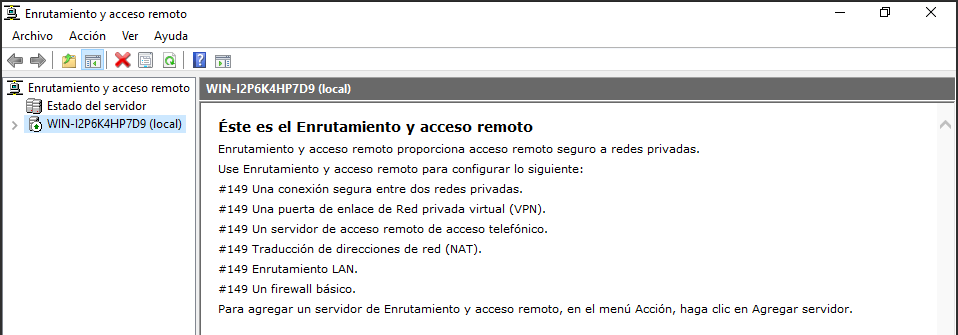 Enrutamiento y acceso remoto
Archivo Acción Ver Ayuda
Enrutamiento y acceso remoto
Estado del servidor
WIN-I2P6K4HP7D9 (local)
WIN-I2P6K4HP7D9 (local)
Éste es el Enrutamiento y acceso remoto
Enrutamiento y acceso remoto proporciona acceso remoto seguro a redes privadas.
Use Enrutamiento y acceso remoto para configurar lo siguiente:
#149 Una conexión segura entre dos redes privadas.
#149 Una puerta de enlace de Red privada virtual (VPN).
#149 Un servidor de acceso remoto de acceso telefónico.
#149 Traducción de direcciones de red (NAT).
#149 Enrutamiento LAN.
#149 Un firewall básico.
Para agregar un servidor de Enrutamiento y acceso remoto, en el menú Acción, haga clic en Agregar servidor.